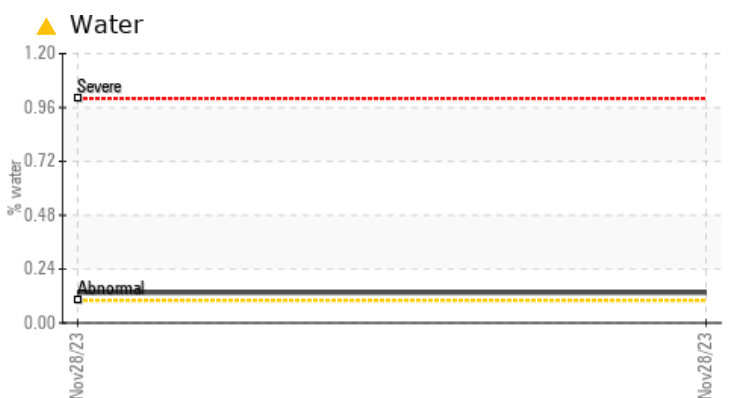 Water
1.20
Severe
0.96
0.72
% water
0.48
0.24
Abnormal
0.00
Nov28/23
Nov28/23